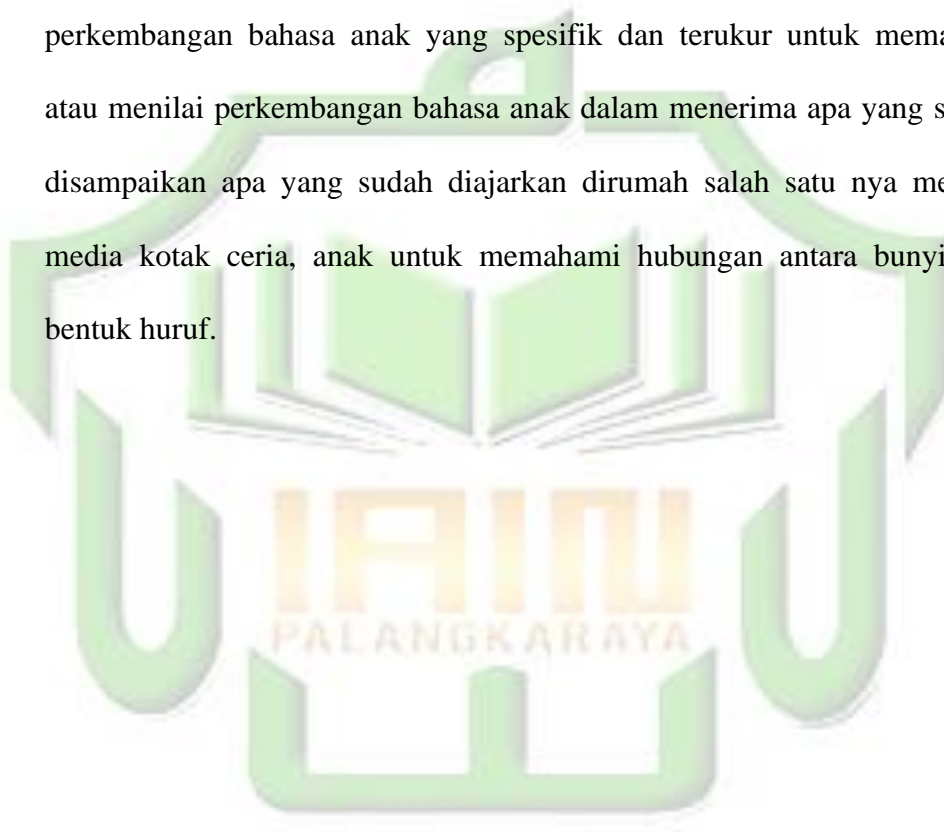 perkembangan bahasa anak yang spesifik dan terukur untuk mema
atau menilai perkembangan bahasa anak dalam menerima apa yang s
disampaikan apa yang sudah diajarkan dirumah salah satu nya me
media kotak ceria, anak untuk memahami hubungan antara bunyi
bentuk huruf.
IAIN
PALANGKARAYA